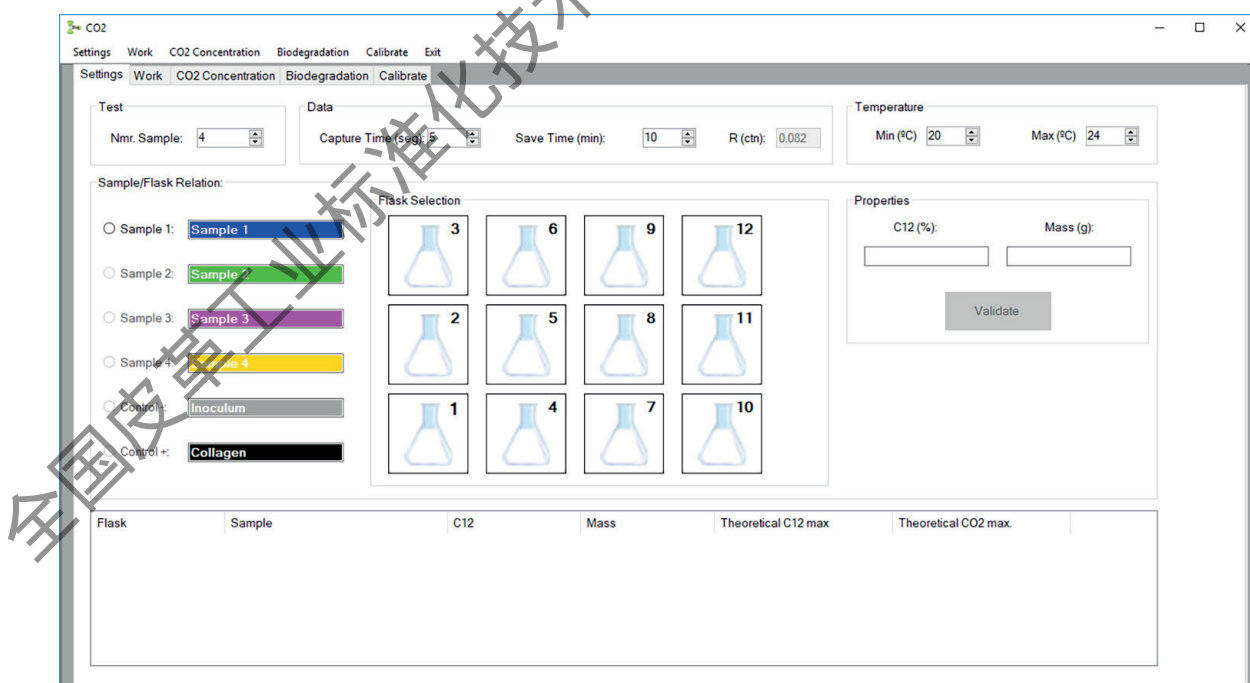 CO2
Settings Work CO2 Concentration Biodegradation Calibrate Exit
Settings Work CO2 Concentration Biodegradation Calibrate
Test
Nmr. Sample: 4
Data
Capture Time (seg): 5 Save Time (min): 10 R (ctn): 0.082
Temperature
Min (ºC) 20 Max (ºC) 24
Sample/Flask Relation:
Sample 1: Sample 1
Sample 2: Sample 2
Sample 3: Sample 3
Sample 4: Sample 4
Control -: Inoculum
Control +: Collagen
Flask Selection
3 6 9 12
2 5 8 11
1 4 7 10
Properties
C12 (%): Mass (g):
Validate
Flask Sample C12 Mass Theoretical C12 max Theoretical CO2 max.
全国皮革工业标准化技术